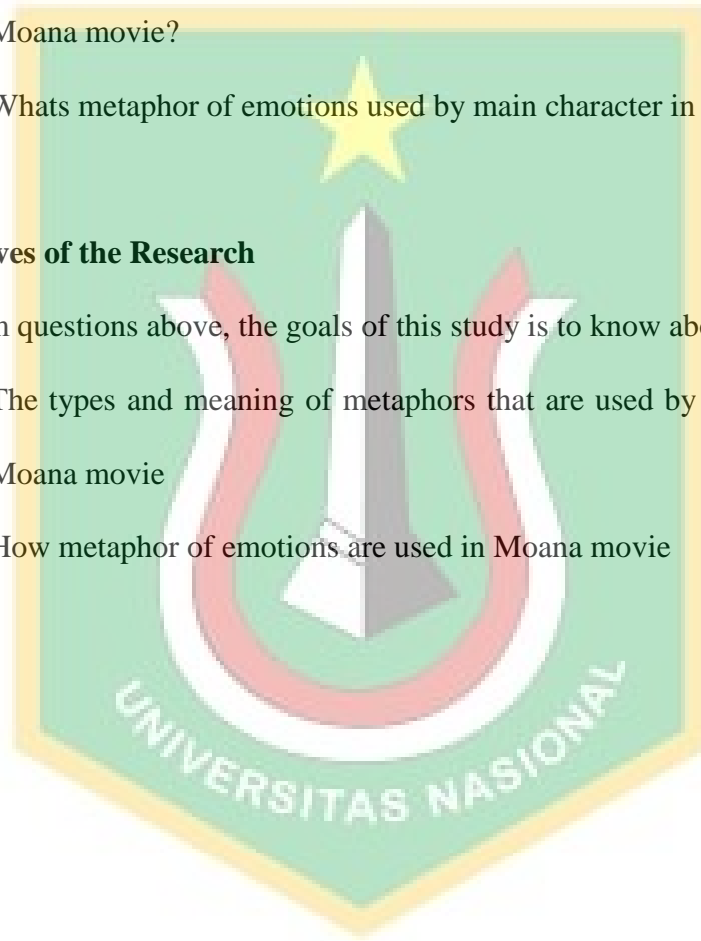 Moana movie?
Whats metaphor of emotions used by main character in
ves of the Research
n questions above, the goals of this study is to know abo
The types and meaning of metaphors that are used by
Moana movie
How metaphor of emotions are used in Moana movie
UNIVERSITAS NASIONAL